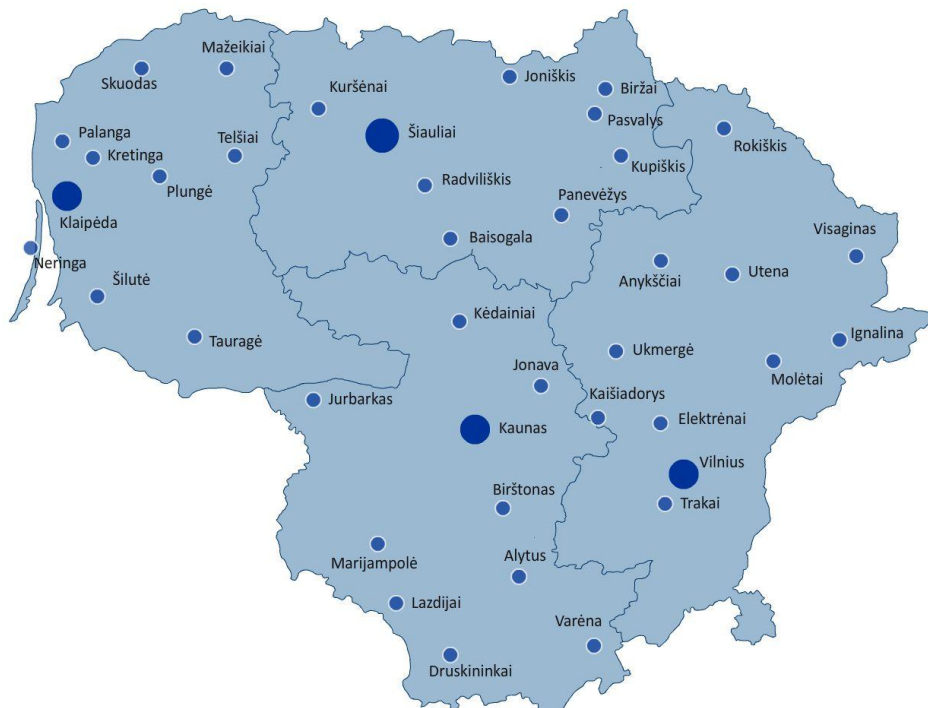 Mažeikiai
Skuodas
Joniškis
Kuršėnai
Biržai
Pasvalys
Šiauliai
Rokiškis
Palanga
Telšiai
Kretinga
Kupiškis
Plungė
Radviliškis
Panevėžys
Klaipėda
Visaginas
Baisogala
Neringa
Anykščiai
Utena
Šilutė
Kėdainiai
Ignalina
Tauragė
Ukmergė
Jonava
Molėtai
Kaišiadorys
Jurbarkas
Elektrėnai
Kaunas
Vilnius
Birštonas
Trakai
Alytus
Marijampolė
Lazdijai
Varėna
Druskininkai